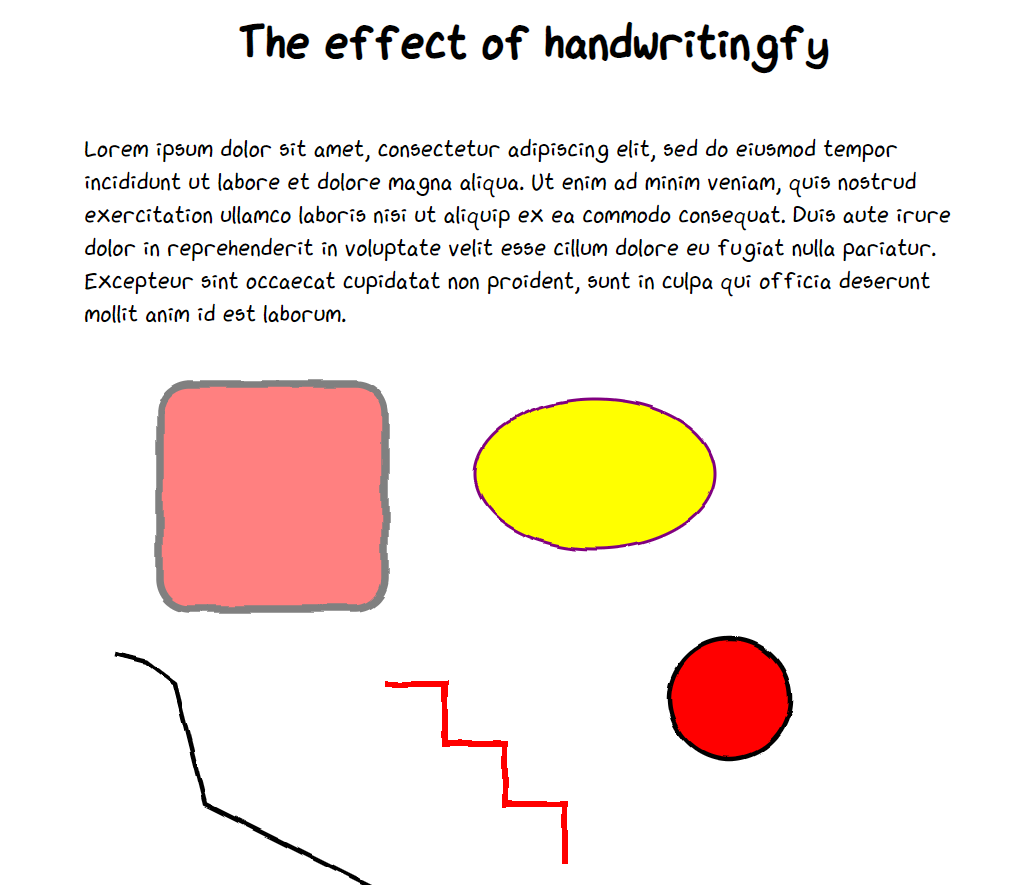 The effect of handwritingfy
Lorem ipsum dolor sit amet, consectetur adipiscing elit, sed do eiusmod tempor
incididunt ut labore et dolore magna aliqua. Ut enim ad minim veniam, quis nostrud
exercitation ullamco laboris nisi ut aliquip ex ea commodo consequat. Duis aute irure
dolor in reprehenderit in voluptate velit esse cillum dolore eu fugiat nulla pariatur.
Excepteur sint occaecat cupidatat non proident, sunt in culpa qui officia deserunt
mollit anim id est laborum.